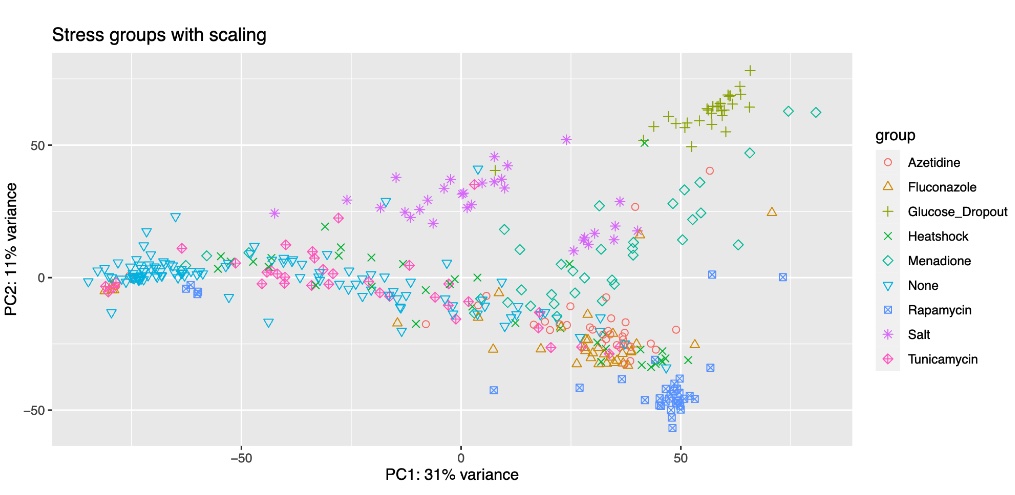 Stress groups with scaling
PC2: 11% variance
50
0
−50
−50
0
50
PC1: 31% variance
group
Azetidine
Fluconazole
Glucose_Dropout
Heatshock
Menadione
None
Rapamycin
Salt
Tunicamycin